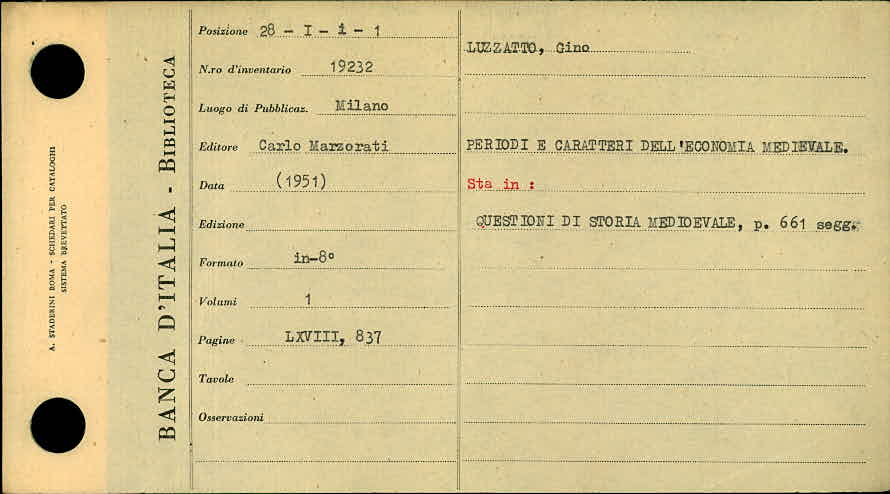 A. STADERINI ROMA - SCHEDARI PER CATALOGHI
SISTEMA BREVETTATO
BANCA D'ITALIA - BIBLIOTECA
Posizione 28 - I - i - 1
N.ro d'inventario 19232
Luogo di Pubblicaz. Milano
Editore Carlo Marzorati
Data (1951)
Edizione
Formato in-8°
Volumi 1
Pagine LXVIII, 837
Tavole
Osservazioni
LUZZATTO, Gino
PERIODI E CARATTERI DELL'ECONOMIA MEDIEVALE.
Sta in :
QUESTIONI DI STORIA MEDIOEVALE, p. 661 segg.